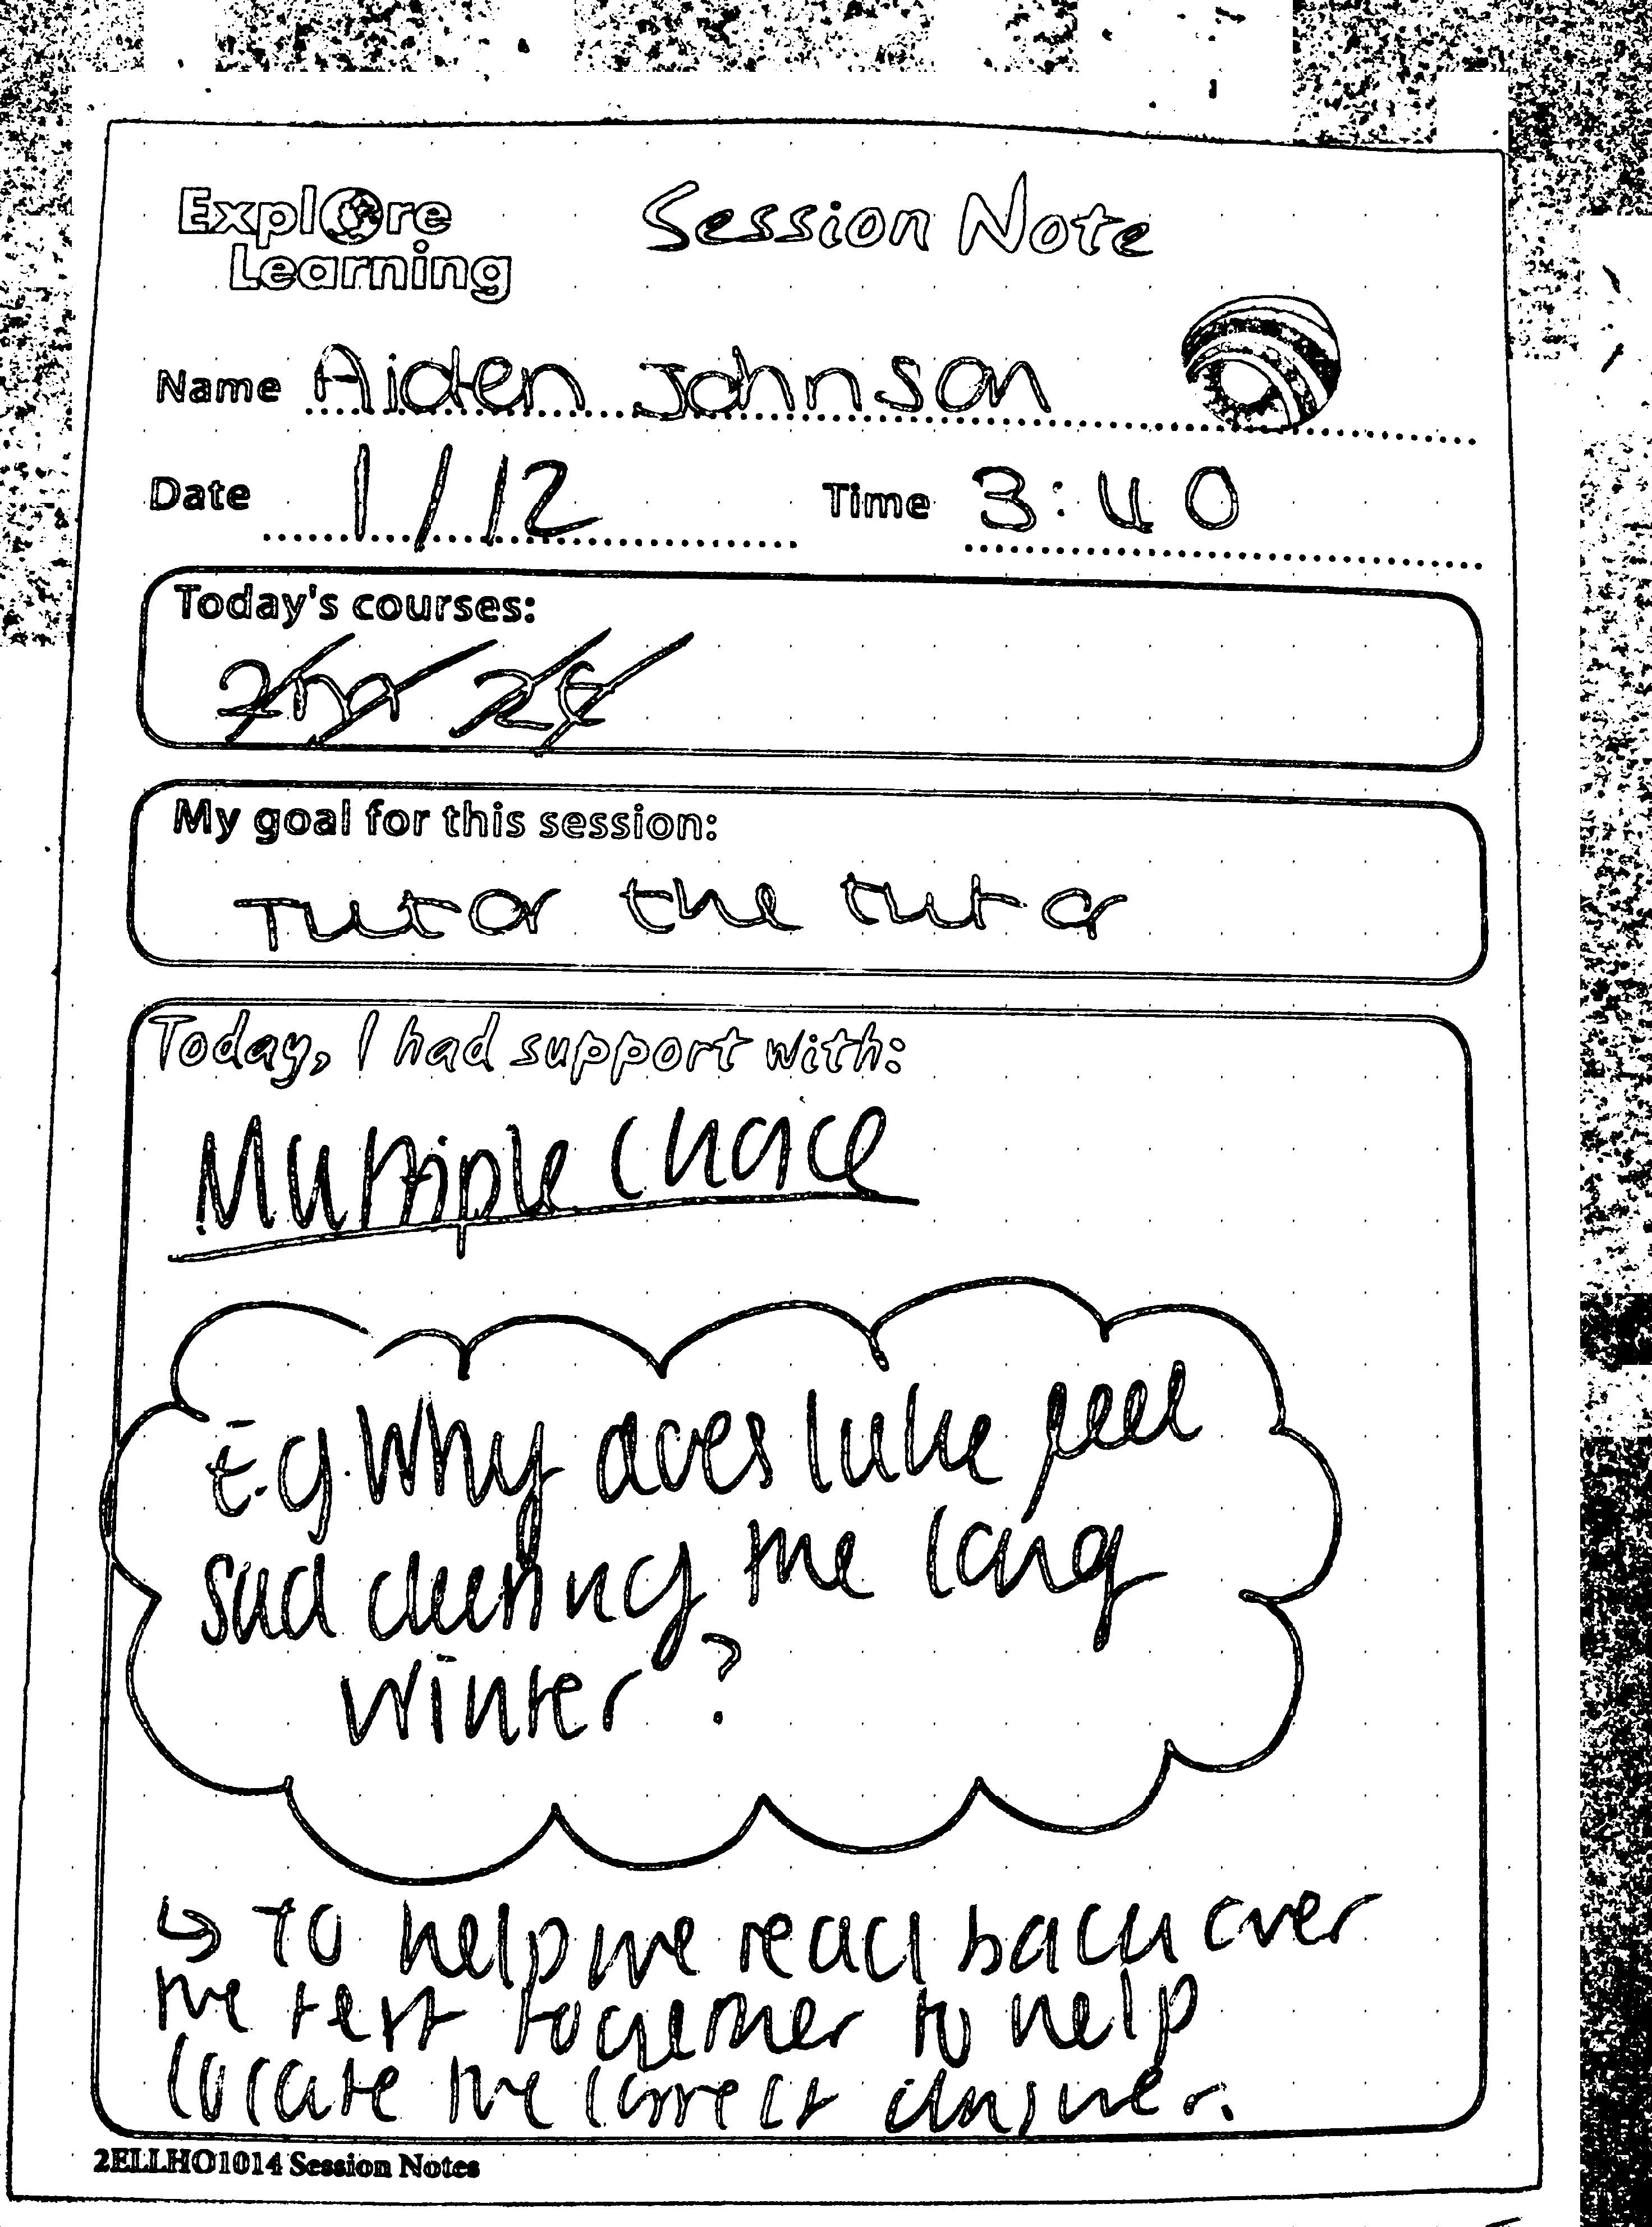 Explore
Learning
Session Note
Name Aiden Johnson
Date 1/12 Time 3:40
Today's courses:
My goal for this session:
Tutor the tutor
Today, I had support with:
Multiple choice
E.g Why does luke feel
sad during the long
winter?
↳ To help me read back over
the text together to help
locate the correct answer.
2ELLHO1014 Session Notes